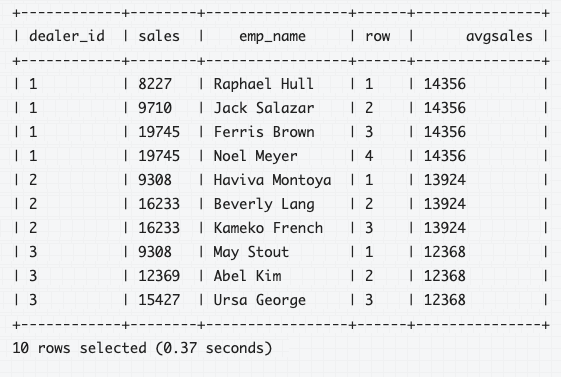 +------------+--------+----------------+------+---------------+
| dealer_id  | sales  |    emp_name    | row  |      avgsales |
+------------+--------+----------------+------+---------------+
| 1          | 8227   | Raphael Hull   | 1    | 14356         |
| 1          | 9710   | Jack Salazar   | 2    | 14356         |
| 1          | 19745  | Ferris Brown   | 3    | 14356         |
| 1          | 19745  | Noel Meyer     | 4    | 14356         |
| 2          | 9308   | Haviva Montoya | 1    | 13924         |
| 2          | 16233  | Beverly Lang   | 2    | 13924         |
| 2          | 16233  | Kameko French  | 3    | 13924         |
| 3          | 9308   | May Stout      | 1    | 12368         |
| 3          | 12369  | Abel Kim       | 2    | 12368         |
| 3          | 15427  | Ursa George    | 3    | 12368         |
+------------+--------+----------------+------+---------------+
10 rows selected (0.37 seconds)